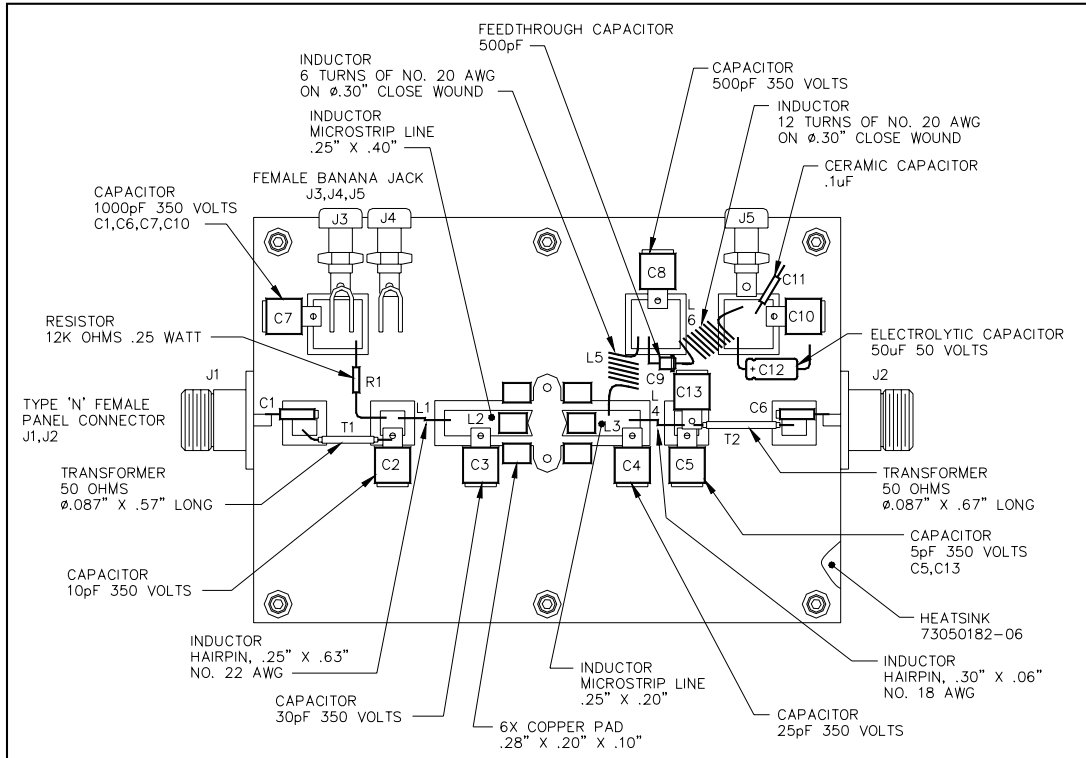 FEEDTHROUGH CAPACITOR
500pF
INDUCTOR
6 TURNS OF NO. 20 AWG
ON ø.30" CLOSE WOUND
CAPACITOR
500pF 350 VOLTS
INDUCTOR
12 TURNS OF NO. 20 AWG
ON ø.30" CLOSE WOUND
INDUCTOR
MICROSTRIP LINE
.25" X .40"
CERAMIC CAPACITOR
.1uF
FEMALE BANANA JACK
J3,J4,J5
CAPACITOR
1000pF 350 VOLTS
C1,C6,C7,C10
J3
J4
J5
C8
C11
C7
L
6
C10
RESISTOR
12K OHMS .25 WATT
ELECTROLYTIC CAPACITOR
50uF 50 VOLTS
L5
C9
+C12
R1
C13
J1
J2
TYPE 'N' FEMALE
PANEL CONNECTOR
J1,J2
C1
T1
L1
L2
L3
L
4
C6
T2
C2
C3
C4
C5
TRANSFORMER
50 OHMS
ø.087" X .57" LONG
TRANSFORMER
50 OHMS
ø.087" X .67" LONG
CAPACITOR
5pF 350 VOLTS
C5,C13
CAPACITOR
10pF 350 VOLTS
HEATSINK
73050182-06
INDUCTOR
HAIRPIN, .25" X .63"
NO. 22 AWG
INDUCTOR
HAIRPIN, .30" X .06"
NO. 18 AWG
INDUCTOR
MICROSTRIP LINE
.25" X .20"
CAPACITOR
30pF 350 VOLTS
6X COPPER PAD
.28" X .20" X .10"
CAPACITOR
25pF 350 VOLTS